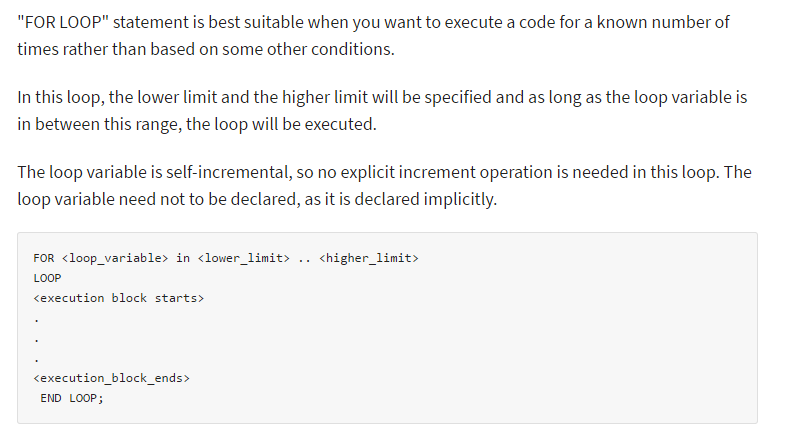 "FOR LOOP" statement is best suitable when you want to execute a code for a known number of
times rather than based on some other conditions.
In this loop, the lower limit and the higher limit will be specified and as long as the loop variable is
in between this range, the loop will be executed.
The loop variable is self-incremental, so no explicit increment operation is needed in this loop. The
loop variable need not to be declared, as it is declared implicitly.
FOR <loop_variable> in <lower_limit> .. <higher_limit>
LOOP
<execution block starts>
.
.
.
<execution_block_ends>
END LOOP;